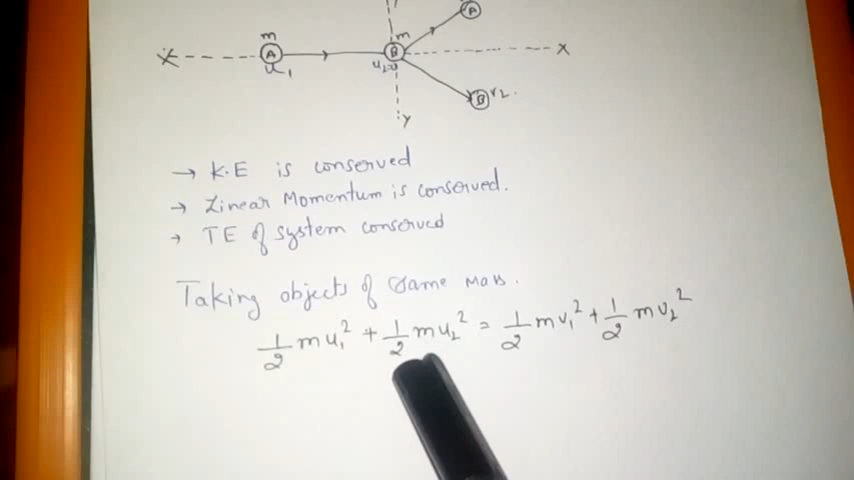 A
m
m
X
A
B
X
u₁
u₂=0
B
v₂.
y
→ K.E is conserved
→ Linear Momentum is conserved.
→ TE of system conserved
Taking objects of same mass.
1/2 mu₁² + 1/2 mu₂² = 1/2 mv₁² + 1/2 mv₂²